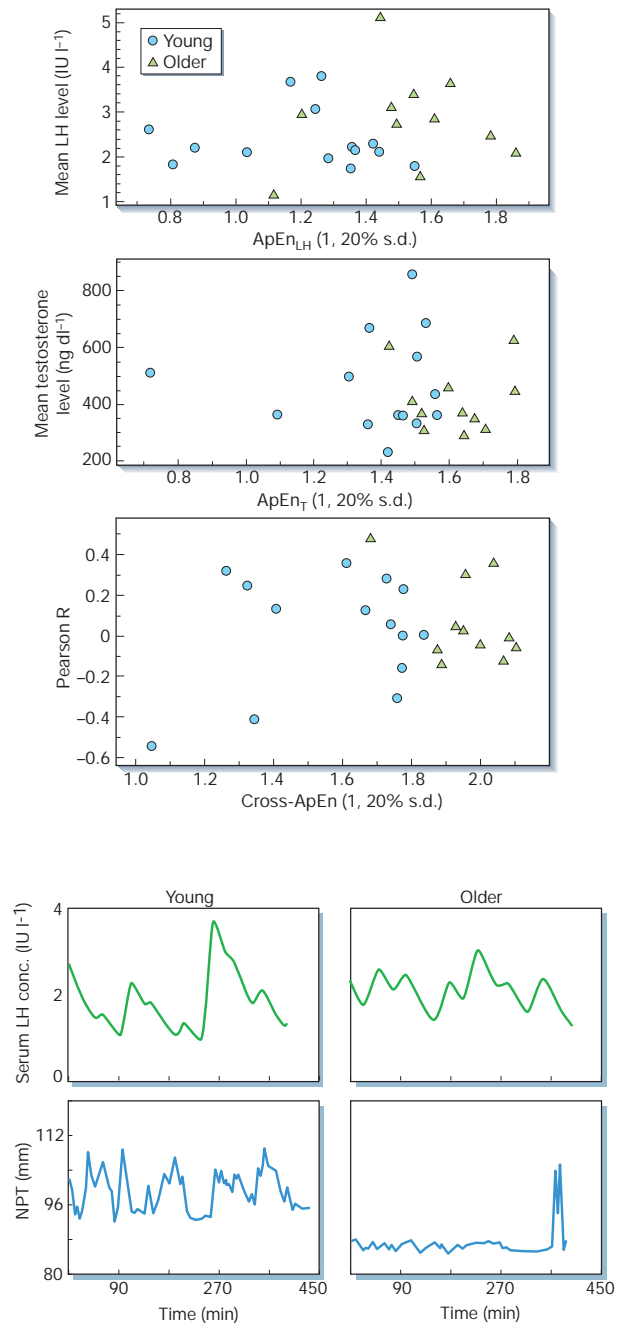 5
4
3
2
1
Mean LH level (IU l–1)
Young
Older
0.8 1.0 1.2 1.4 1.6 1.8
ApEnLH (1, 20% s.d.)
800
600
400
200
Mean testosterone
level (ng dl–1)
0.8 1.0 1.2 1.4 1.6 1.8
ApEnT (1, 20% s.d.)
0.4
0.2
0
–0.2
–0.4
–0.6
Pearson R
1.0 1.2 1.4 1.6 1.8 2.0
Cross-ApEn (1, 20% s.d.)
Young Older
4
2
0
Serum LH conc. (IU l-1)
112
96
80
NPT (mm)
90 270 450 90 270 450
Time (min) Time (min)